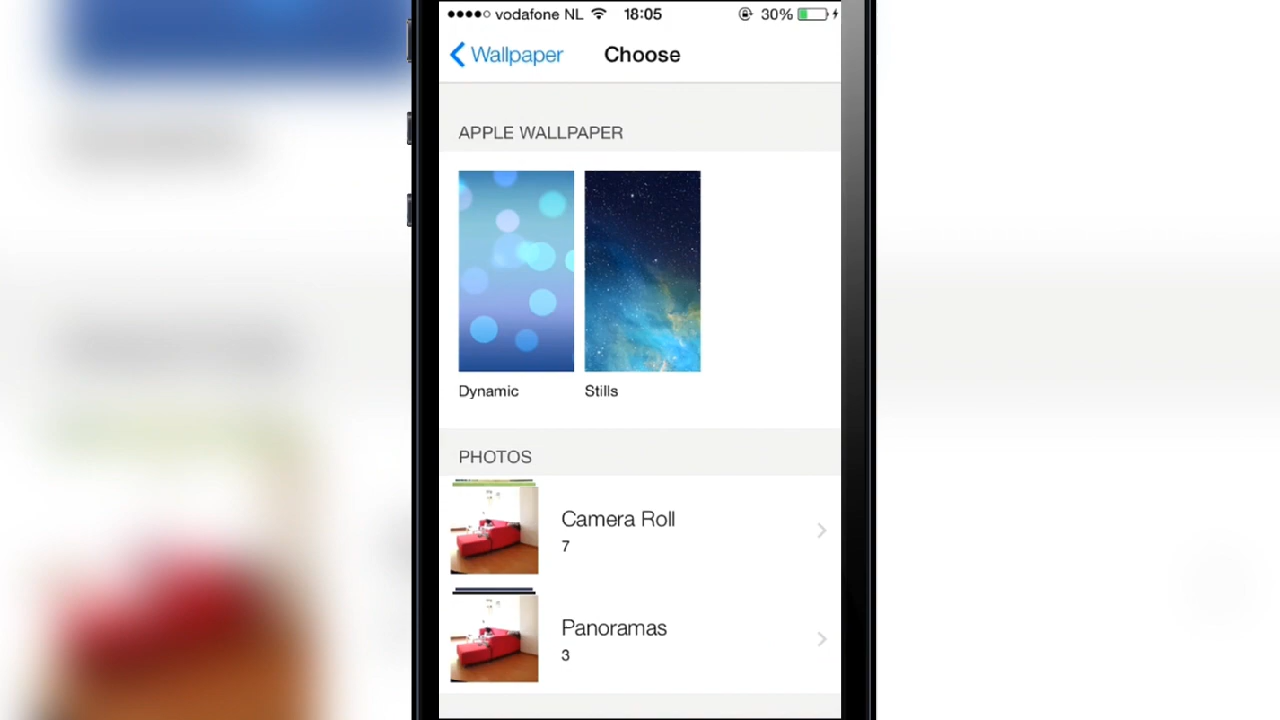 vodafone NL 18:05 30%
Wallpaper Choose
APPLE WALLPAPER
Dynamic Stills
PHOTOS
Camera Roll
7
Panoramas
3